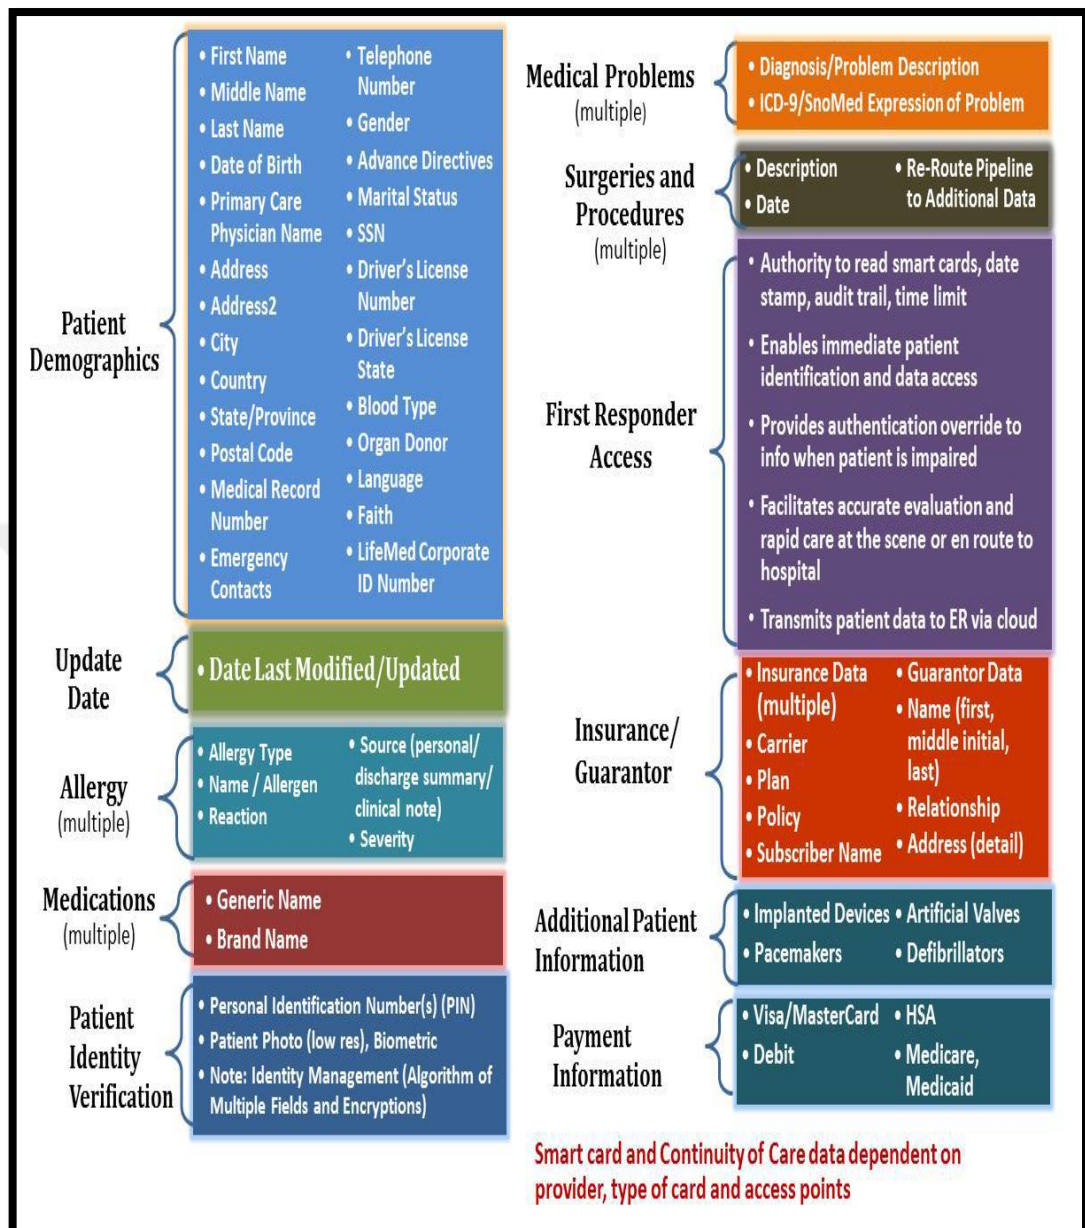 Patient
Demographics
• First Name
• Middle Name
• Last Name
• Date of Birth
• Primary Care
Physician Name
• Address
• Address2
• City
• Country
• State/Province
• Postal Code
• Medical Record
Number
• Emergency
Contacts
• Telephone
Number
• Gender
• Advance Directives
• Marital Status
• SSN
• Driver's License
Number
• Driver's License
State
• Blood Type
• Organ Donor
• Language
• Faith
• LifeMed Corporate
ID Number
Update
Date
• Date Last Modified/Updated
Allergy
(multiple)
• Allergy Type
• Name / Allergen
• Reaction
• Source (personal/
discharge summary/
clinical note)
• Severity
Medications
(multiple)
• Generic Name
• Brand Name
Patient
Identity
Verification
• Personal Identification Number(s) (PIN)
• Patient Photo (low res), Biometric
• Note: Identity Management (Algorithm of
Multiple Fields and Encryptions)
Medical Problems
(multiple)
• Diagnosis/Problem Description
• ICD-9/SnoMed Expression of Problem
Surgeries and
Procedures
(multiple)
• Description
• Date
• Re-Route Pipeline
to Additional Data
First Responder
Access
• Authority to read smart cards, date
stamp, audit trail, time limit
• Enables immediate patient
identification and data access
• Provides authentication override to
info when patient is impaired
• Facilitates accurate evaluation and
rapid care at the scene or en route to
hospital
• Transmits patient data to ER via cloud
Insurance/
Guarantor
• Insurance Data
(multiple)
• Carrier
• Plan
• Policy
• Subscriber Name
• Guarantor Data
• Name (first,
middle initial,
last)
• Relationship
• Address (detail)
Additional Patient
Information
• Implanted Devices
• Pacemakers
• Artificial Valves
• Defibrillators
Payment
Information
• Visa/MasterCard
• Debit
• HSA
• Medicare,
Medicaid
Smart card and Continuity of Care data dependent on
provider, type of card and access points